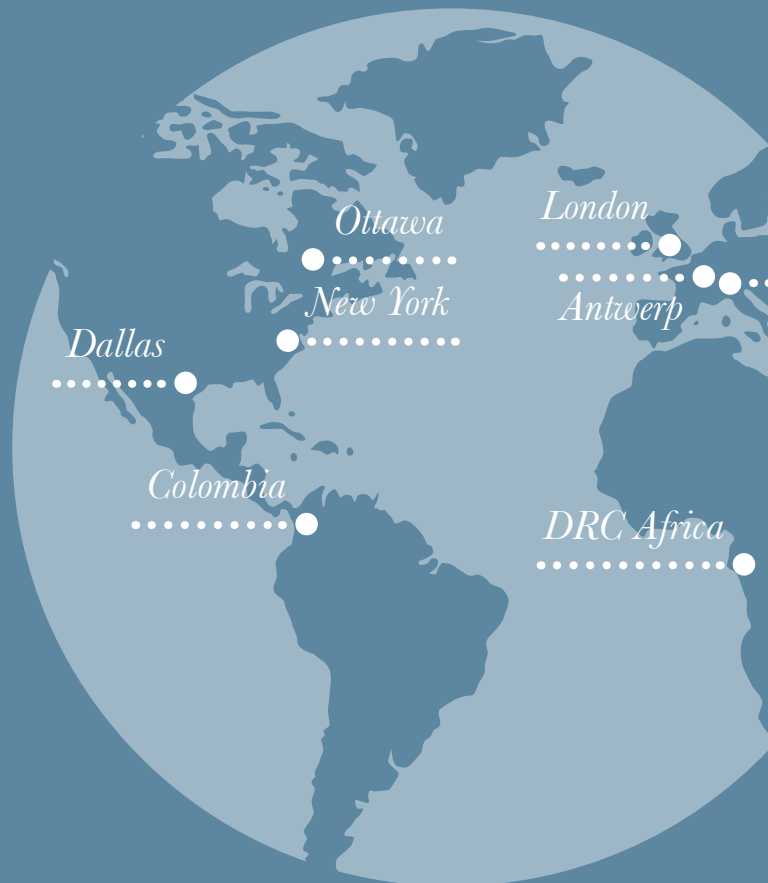 London
Ottawa
New York
Antwerp
Dallas
Colombia
DRC Africa